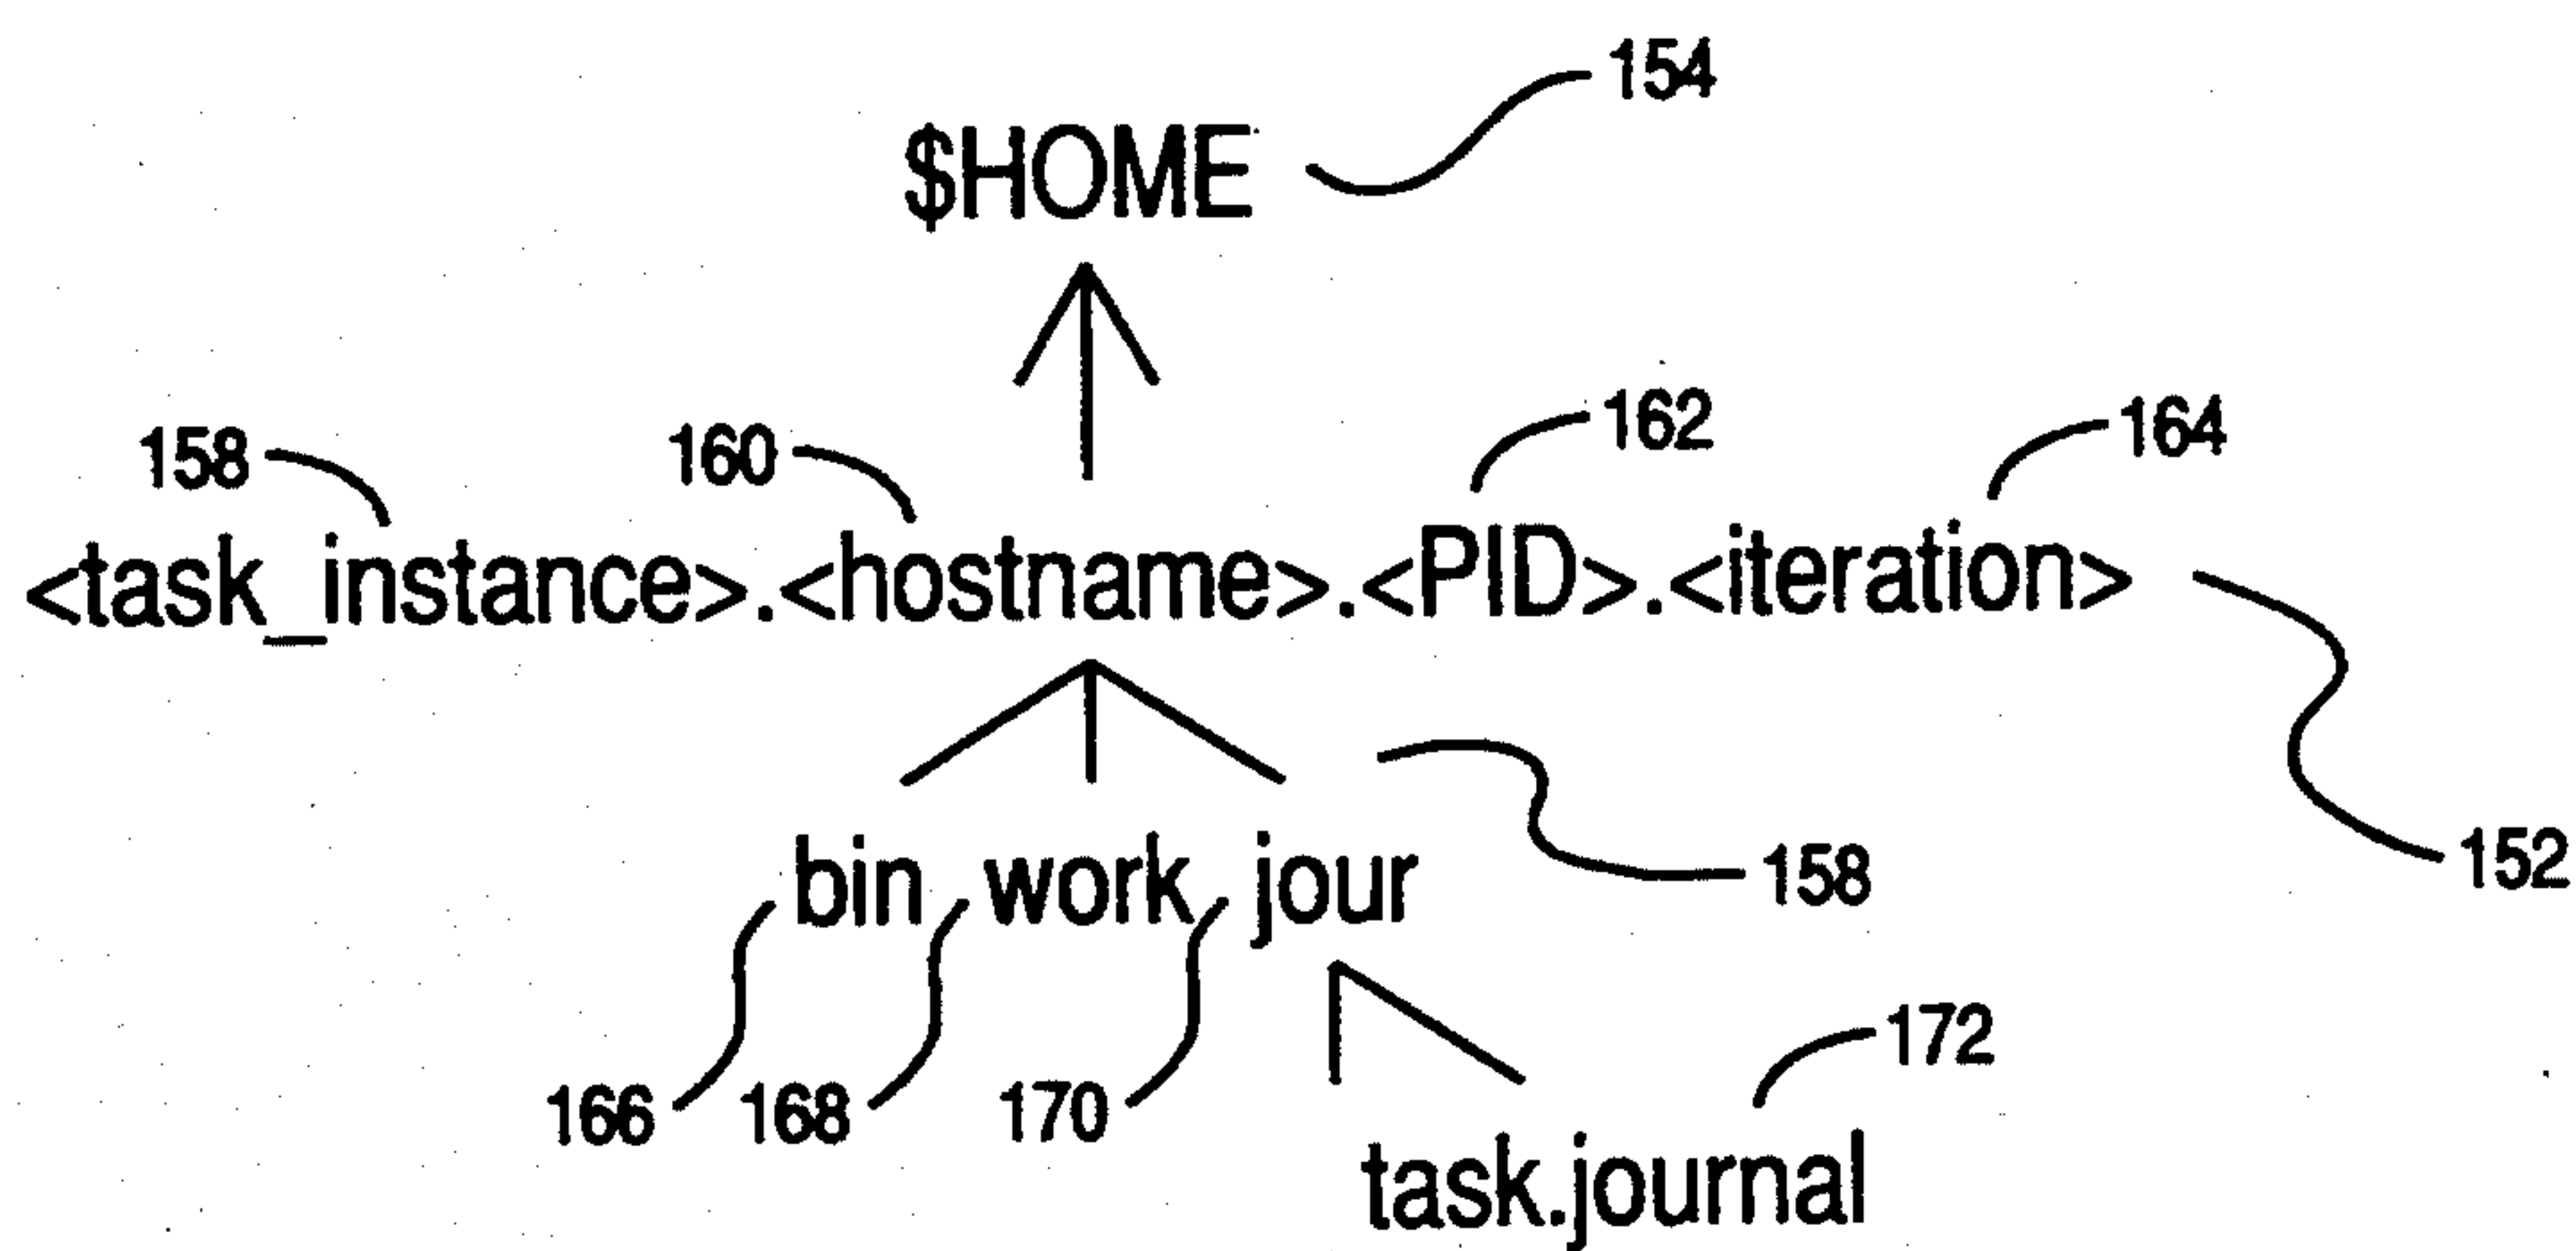 154
$HOME
158 160 162 164
<task_instance>.<hostname>.<PID>.<iteration>
bin work jour 158 152
166 168 170 172
task.journal